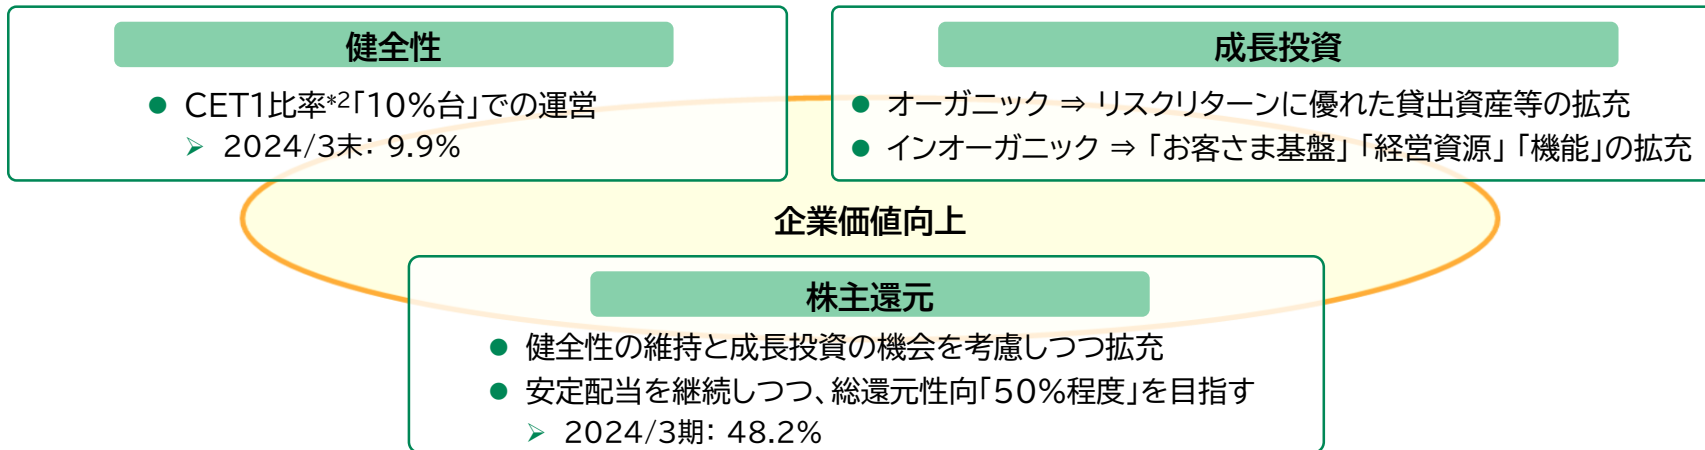 健全性
● CET1比率*2「10%台」での運営
➢ 2024/3末: 9.9%
成長投資
● オーガニック ⇒ リスクリターンに優れた貸出資産等の拡充
● インオーガニック ⇒ 「お客さま基盤」「経営資源」「機能」の拡充
企業価値向上
株主還元
● 健全性の維持と成長投資の機会を考慮しつつ拡充
● 安定配当を継続しつつ、総還元性向「50%程度」を目指す
➢ 2024/3期: 48.2%